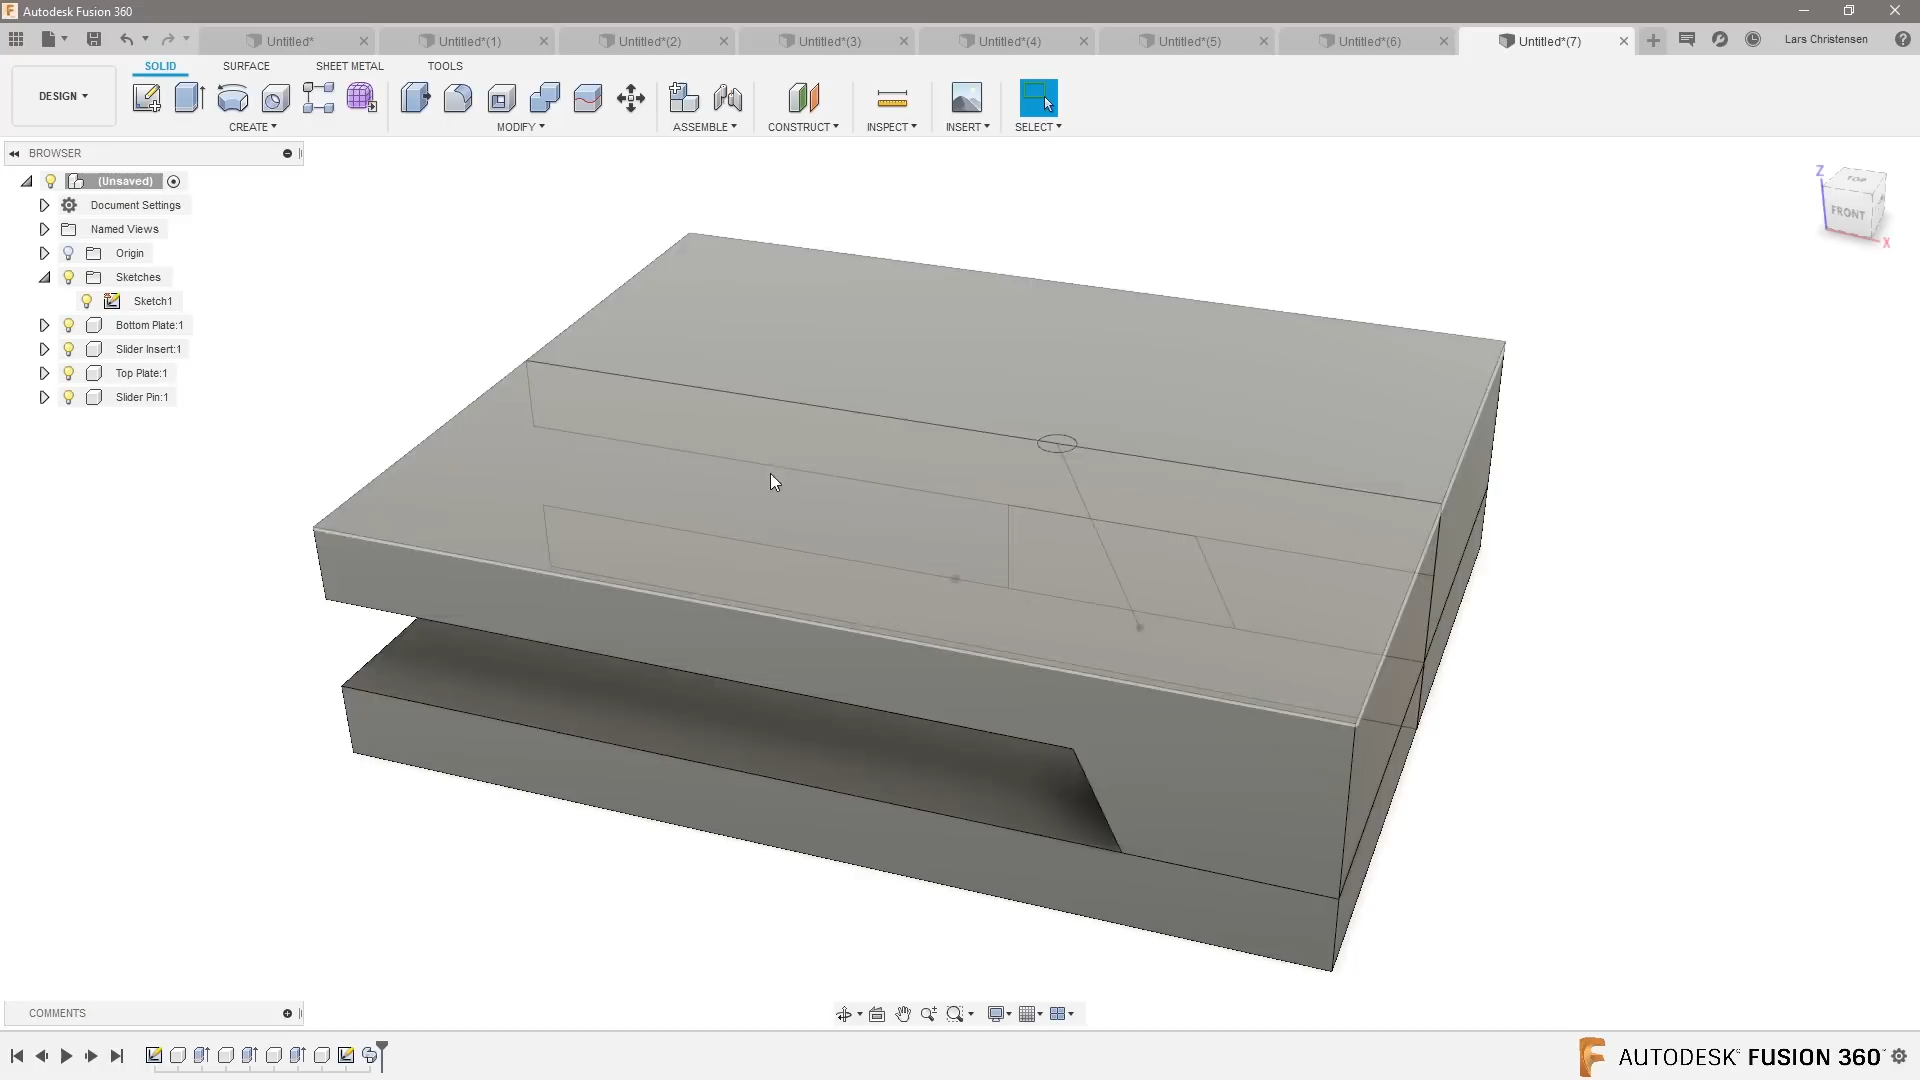 Autodesk Fusion 360
Untitled*
Untitled*(1)
Untitled*(2)
Untitled*(3)
Untitled*(4)
Untitled*(5)
Untitled*(6)
Untitled*(7)
Lars Christensen
SOLID
SURFACE
SHEET METAL
TOOLS
DESIGN
CREATE
MODIFY
ASSEMBLE
CONSTRUCT
INSPECT
INSERT
SELECT
BROWSER
(Unsaved)
Document Settings
Named Views
Origin
Sketches
Sketch1
Bottom Plate:1
Slider Insert:1
Top Plate:1
Slider Pin:1
Z
TOP
FRONT
X
COMMENTS
AUTODESK FUSION 360